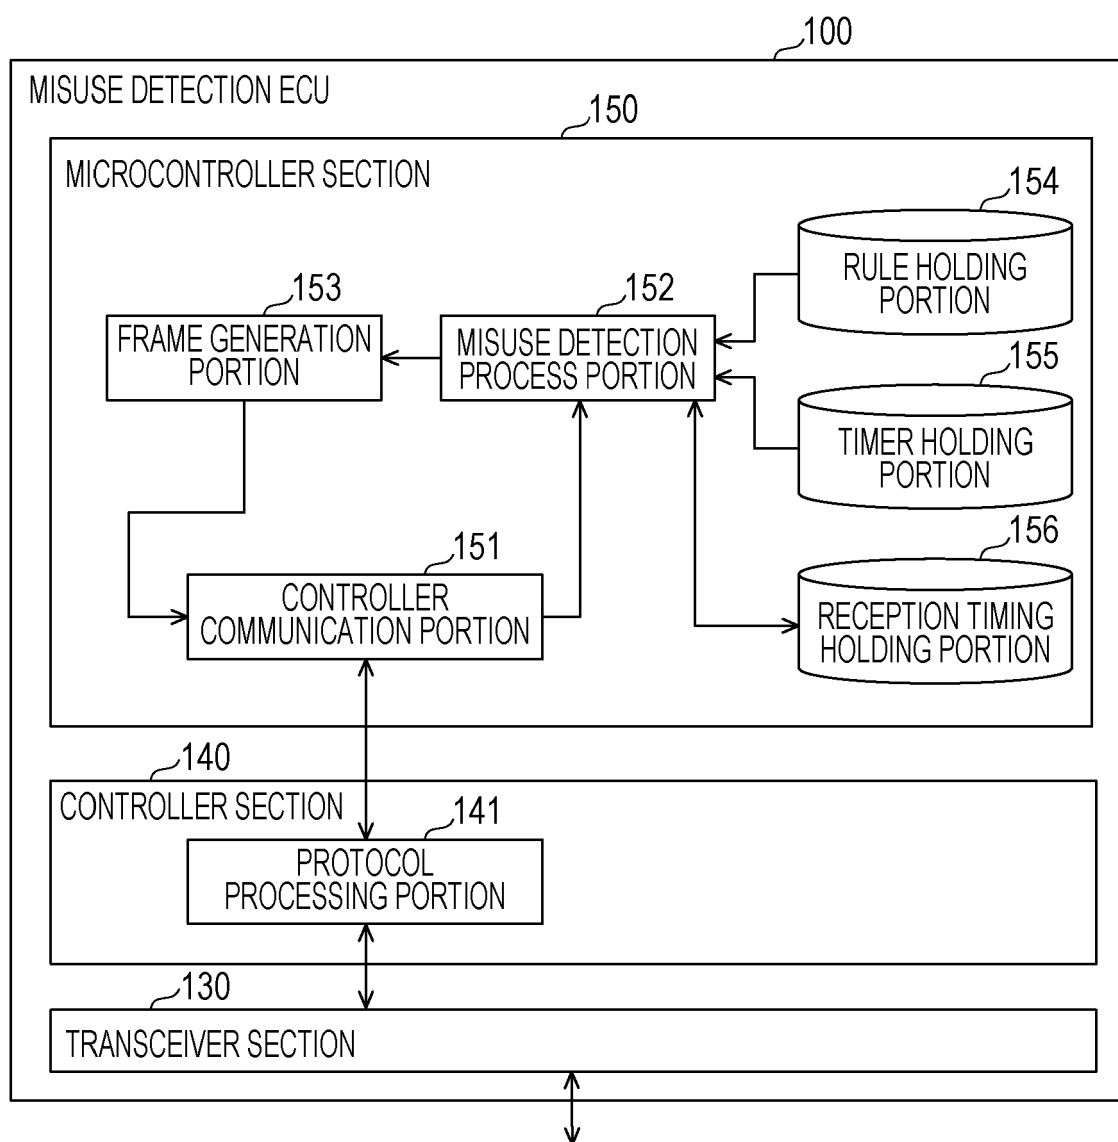 100
MISUSE DETECTION ECU
150
MICROCONTROLLER SECTION
154
RULE HOLDING
PORTION
153
FRAME GENERATION
PORTION
152
MISUSE DETECTION
PROCESS PORTION
155
TIMER HOLDING
PORTION
156
RECEPTION TIMING
HOLDING PORTION
151
CONTROLLER
COMMUNICATION PORTION
140
CONTROLLER SECTION
141
PROTOCOL
PROCESSING PORTION
130
TRANSCEIVER SECTION